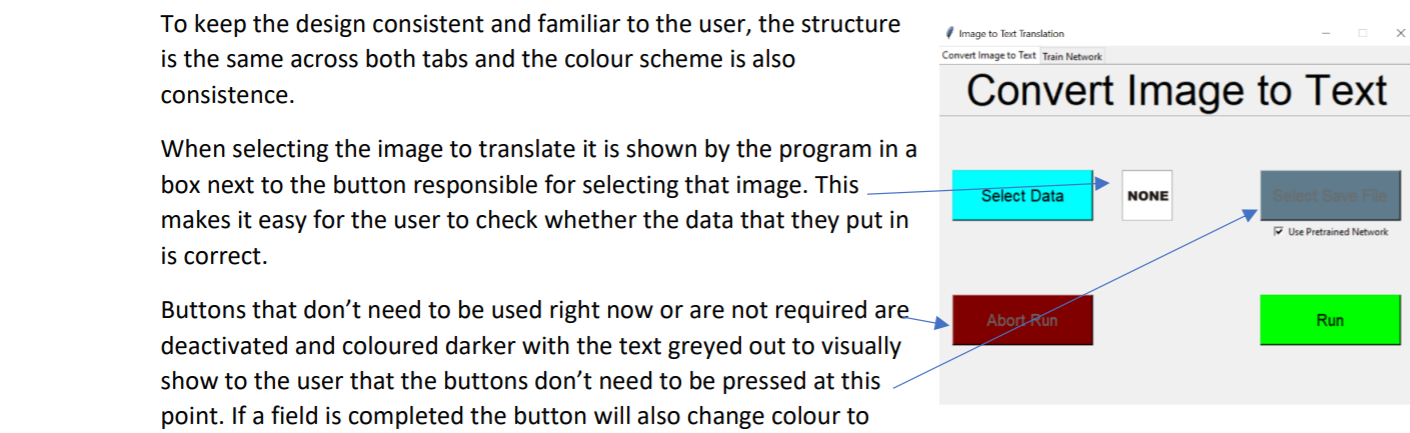 To keep the design consistent and familiar to the user, the structure
is the same across both tabs and the colour scheme is also
consistence.
When selecting the image to translate it is shown by the program in a
box next to the button responsible for selecting that image. This
makes it easy for the user to check whether the data that they put in
is correct.
Buttons that don’t need to be used right now or are not required are
deactivated and coloured darker with the text greyed out to visually
show to the user that the buttons don’t need to be pressed at this
point. If a field is completed the button will also change colour to
Image to Text Translation
Convert Image to Text Train Network
Convert Image to Text
Select Data
NONE
Select Save File
Use Pretrained Network
Abort Run
Run